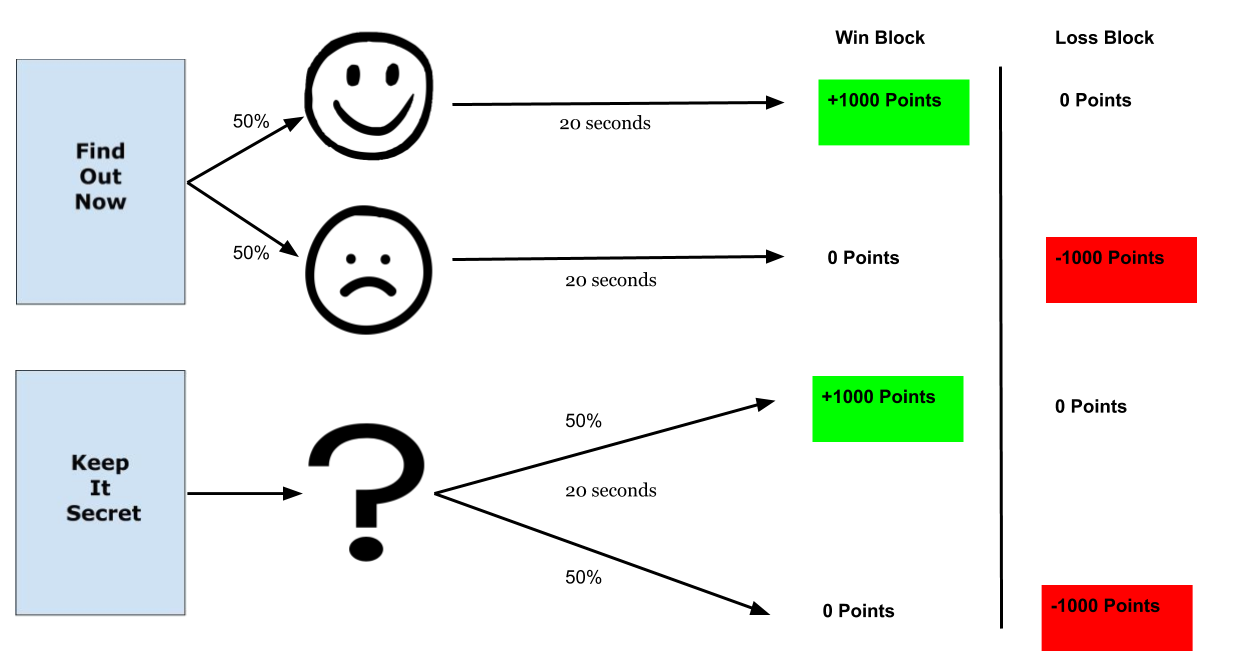 Win Block
Loss Block
Find
Out
Now
50%
50%
20 seconds
+1000 Points
0 Points
20 seconds
0 Points
-1000 Points
Keep
It
Secret
?
50%
20 seconds
50%
+1000 Points
0 Points
0 Points
-1000 Points